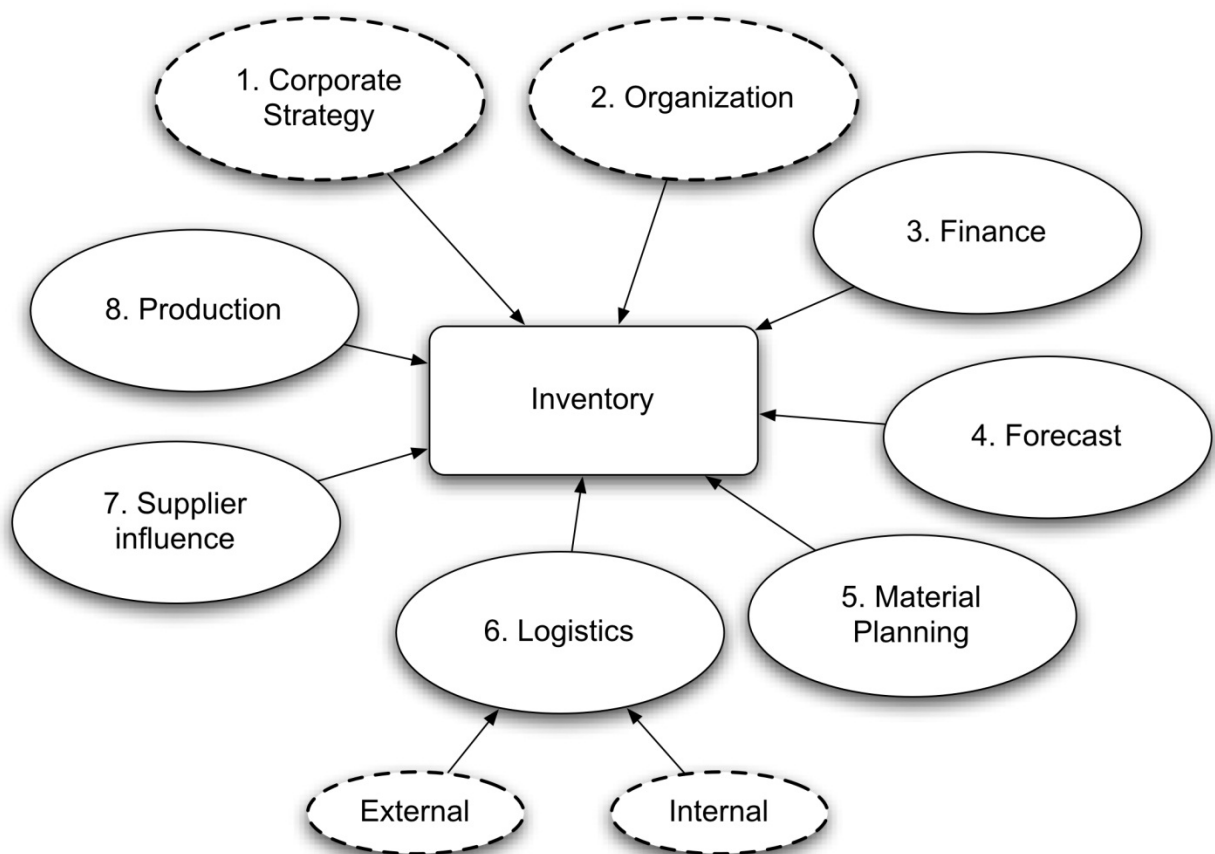 1. Corporate
Strategy
2. Organization
3. Finance
8. Production
Inventory
4. Forecast
7. Supplier
influence
5. Material
Planning
6. Logistics
External
Internal